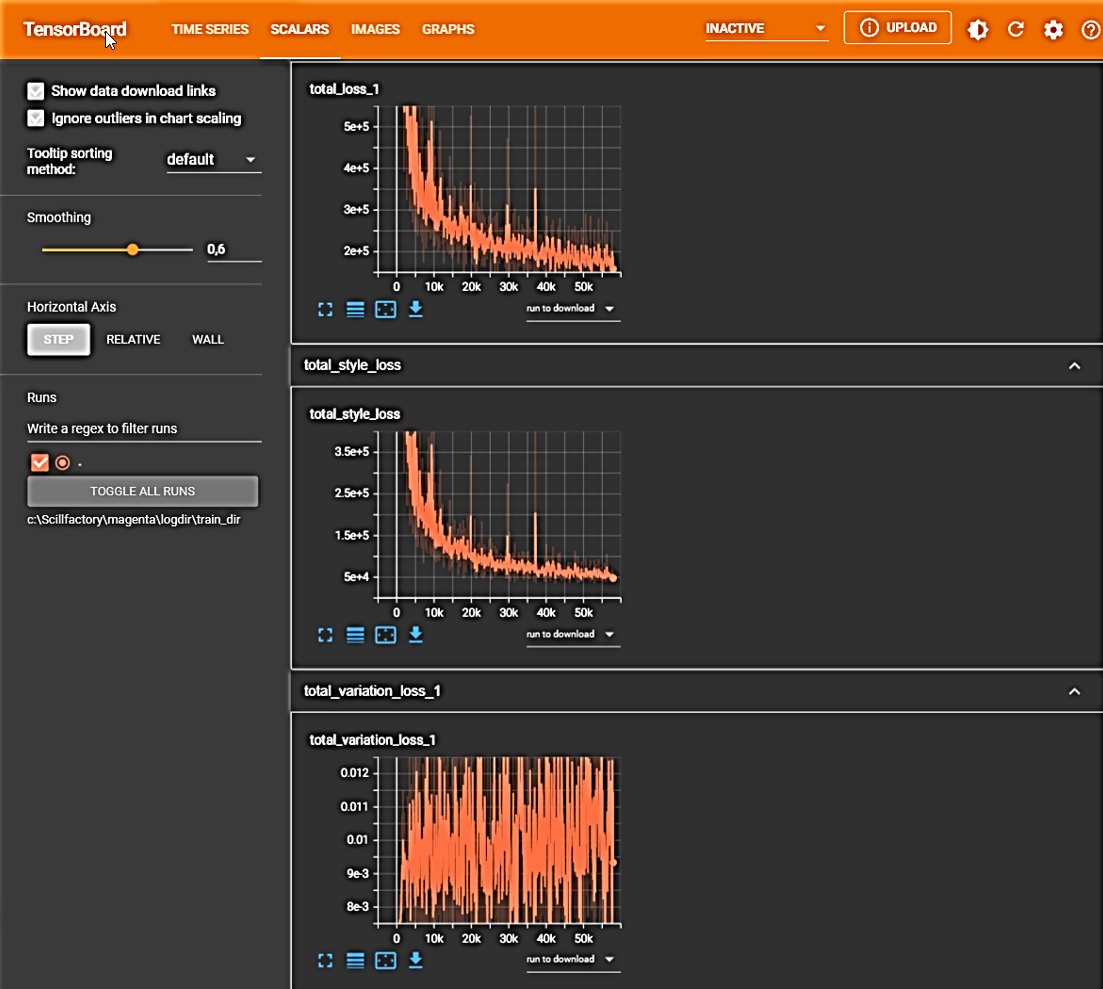 TensorBoard TIME SERIES SCALARS IMAGES GRAPHS INACTIVE UPLOAD
Show data download links
Ignore outliers in chart scaling
Tooltip sorting
method:
default
Smoothing
0,6
Horizontal Axis
STEP RELATIVE WALL
Runs
Write a regex to filter runs
.
TOGGLE ALL RUNS
c:\Scillfactory\magenta\logdir\train_dir
total_loss_1
5e+5
4e+5
3e+5
2e+5
0 10k 20k 30k 40k 50k
run to download
total_style_loss
total_style_loss
3.5e+5
2.5e+5
1.5e+5
5e+4
0 10k 20k 30k 40k 50k
run to download
total_variation_loss_1
total_variation_loss_1
0.012
0.011
0.01
9e-3
8e-3
0 10k 20k 30k 40k 50k
run to download